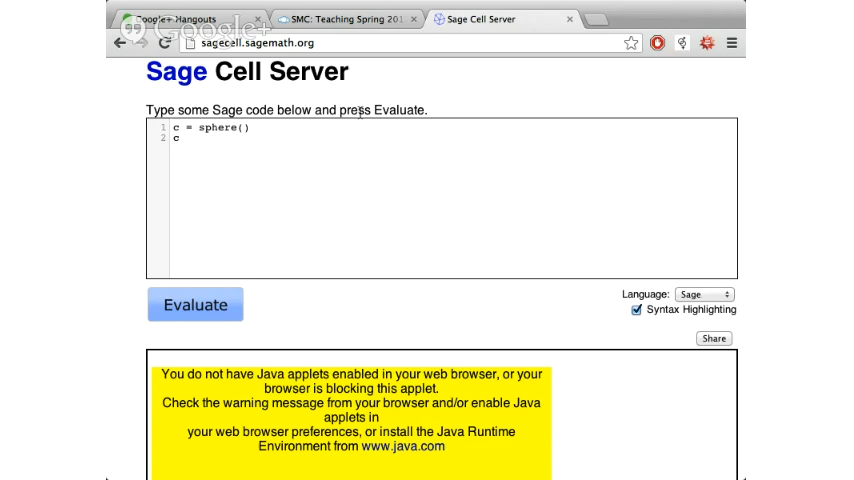 Google+ Hangouts
SMC: Teaching Spring 201
Sage Cell Server
Google+
sagecell.sagemath.org
Sage Cell Server
Type some Sage code below and press Evaluate.
1 c = sphere()
2 c
Evaluate
Language: Sage
Syntax Highlighting
Share
You do not have Java applets enabled in your web browser, or your
browser is blocking this applet.
Check the warning message from your browser and/or enable Java
applets in
your web browser preferences, or install the Java Runtime
Environment from www.java.com